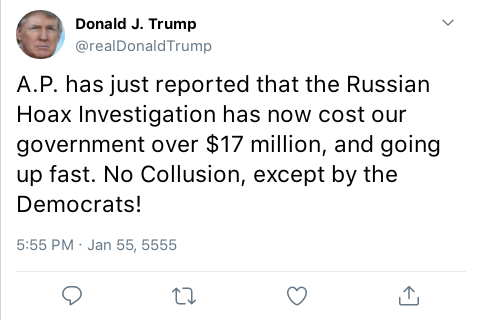 Donald J. Trump
@realDonaldTrump
A.P. has just reported that the Russian
Hoax Investigation has now cost our
government over $17 million, and going
up fast. No Collusion, except by the
Democrats!
5:55 PM · Jan 55, 5555